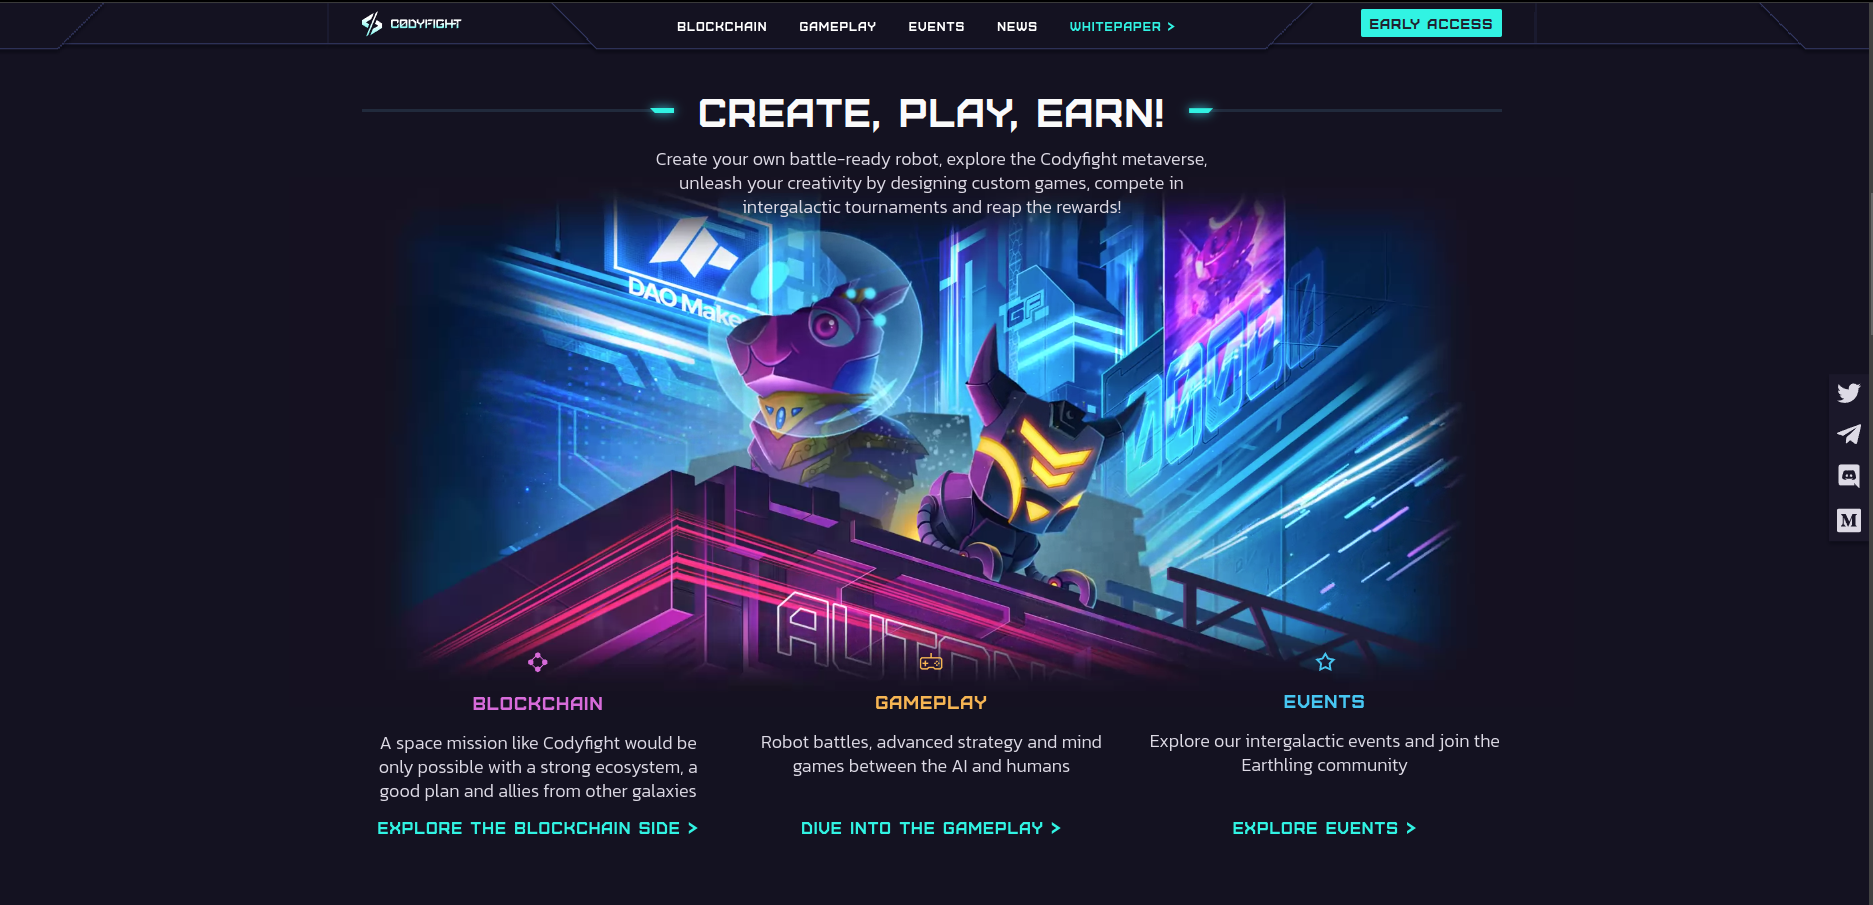 CODYFIGHT
BLOCKCHAIN GAMEPLAY EVENTS NEWS WHITEPAPER >
EARLY ACCESS
CREATE, PLAY, EARN!
Create your own battle-ready robot, explore the Codyfight metaverse,
unleash your creativity by designing custom games, compete in
intergalactic tournaments and reap the rewards!
DAO Make
GA
AUTON
BLOCKCHAIN
A space mission like Codyfight would be
only possible with a strong ecosystem, a
good plan and allies from other galaxies
EXPLORE THE BLOCKCHAIN SIDE >
GAMEPLAY
Robot battles, advanced strategy and mind
games between the AI and humans
DIVE INTO THE GAMEPLAY >
EVENTS
Explore our intergalactic events and join the
Earthling community
EXPLORE EVENTS >
M